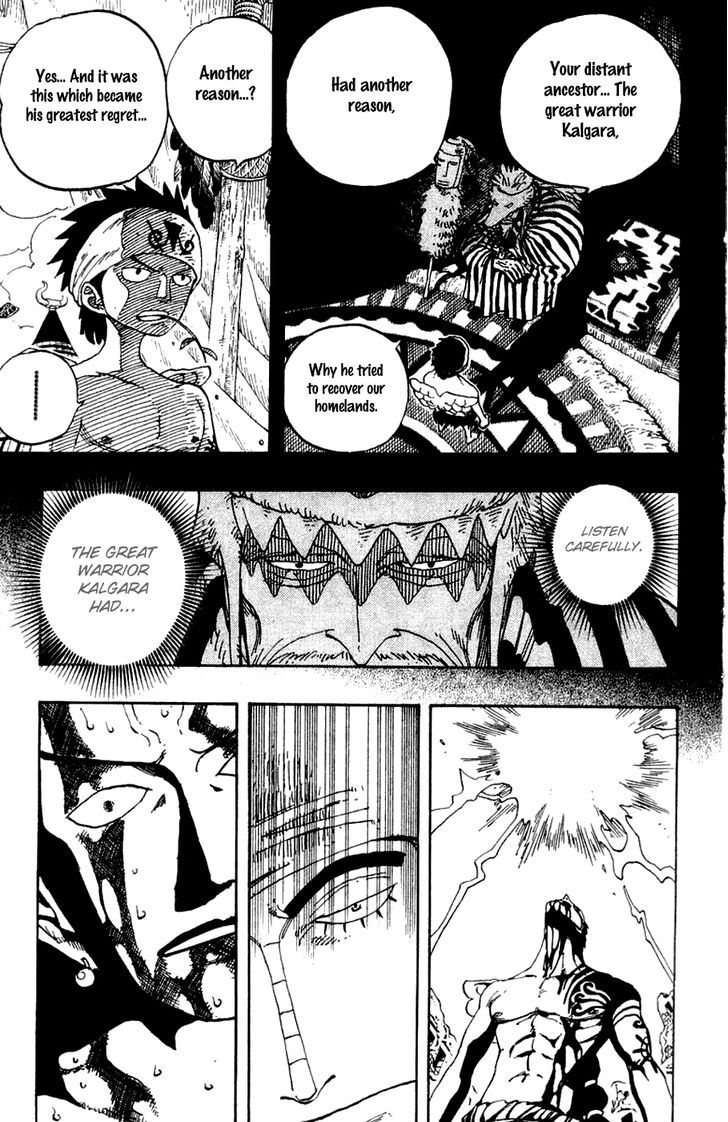 Your distant
ancestor... The
great warrior
Kalgara,
Had another
reason,
Why he tried
to recover our
homelands.
Another
reason...?
Yes... And it was
this which became
his greatest regret...
LISTEN
CAREFULLY.
THE GREAT
WARRIOR
KALGARA
HAD...